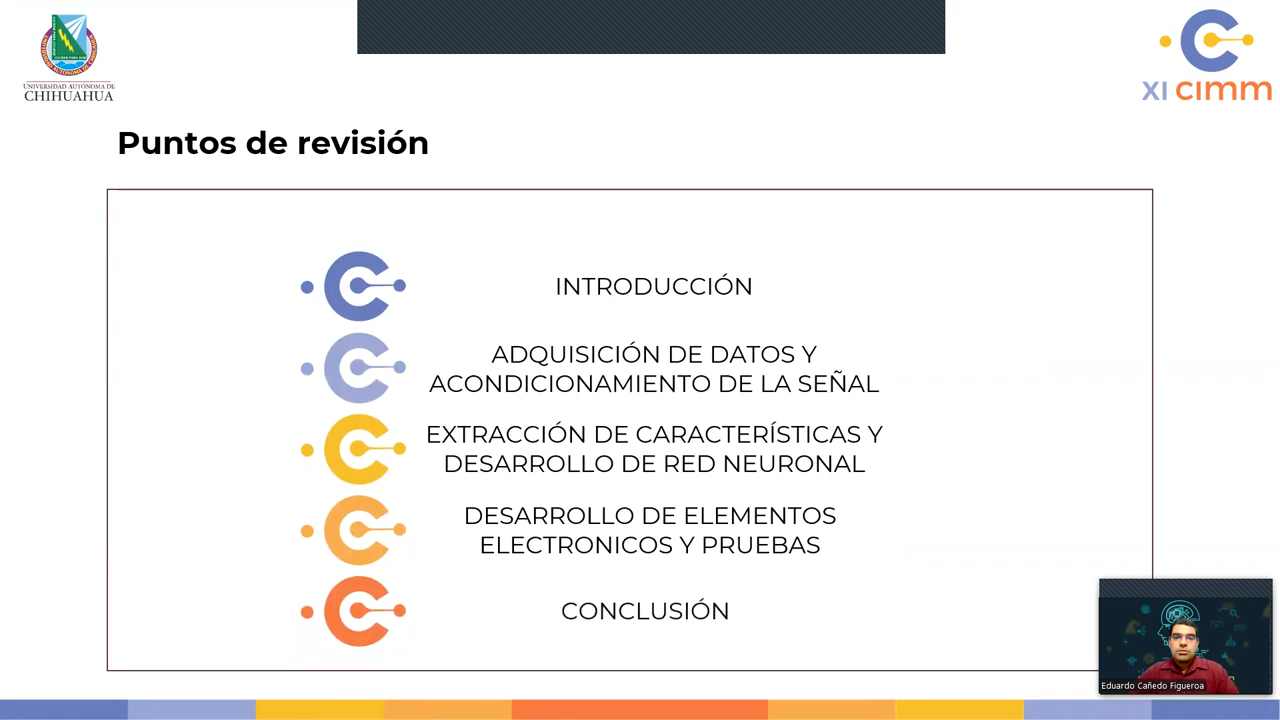 UNIVERSIDAD AUTÓNOMA DE
CHIHUAHUA
XI CIMM
Puntos de revisión
INTRODUCCIÓN
ADQUISICIÓN DE DATOS Y
ACONDICIONAMIENTO DE LA SEÑAL
EXTRACCIÓN DE CARACTERÍSTICAS Y
DESARROLLO DE RED NEURONAL
DESARROLLO DE ELEMENTOS
ELECTRONICOS Y PRUEBAS
CONCLUSIÓN
Eduardo Cañedo Figueroa